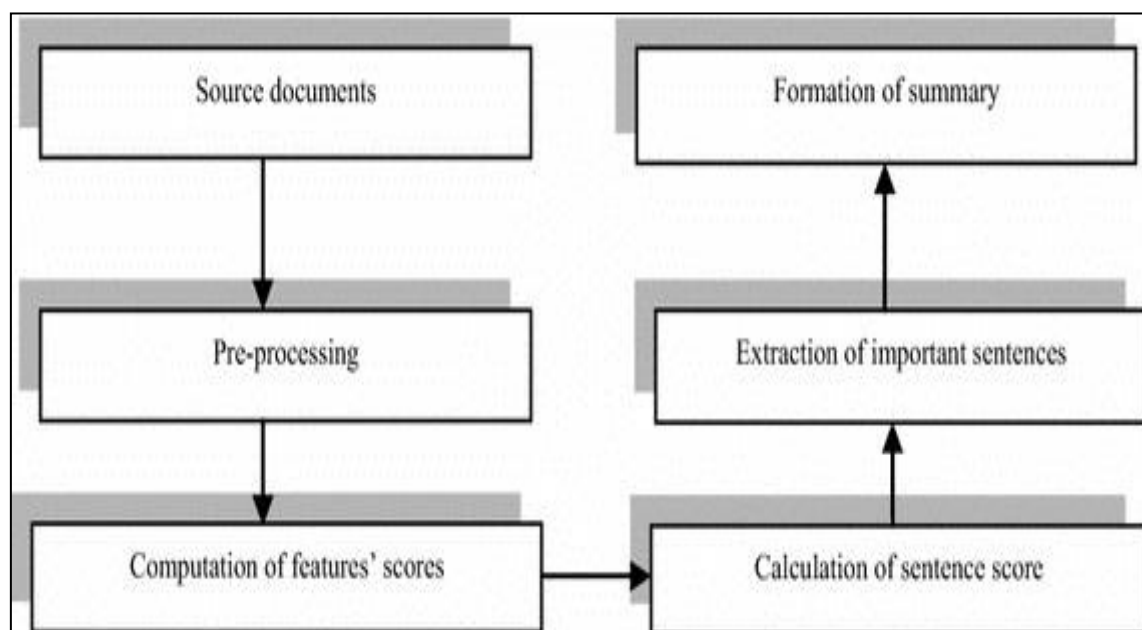 Source documents
Pre-processing
Computation of features’ scores
Calculation of sentence score
Extraction of important sentences
Formation of summary